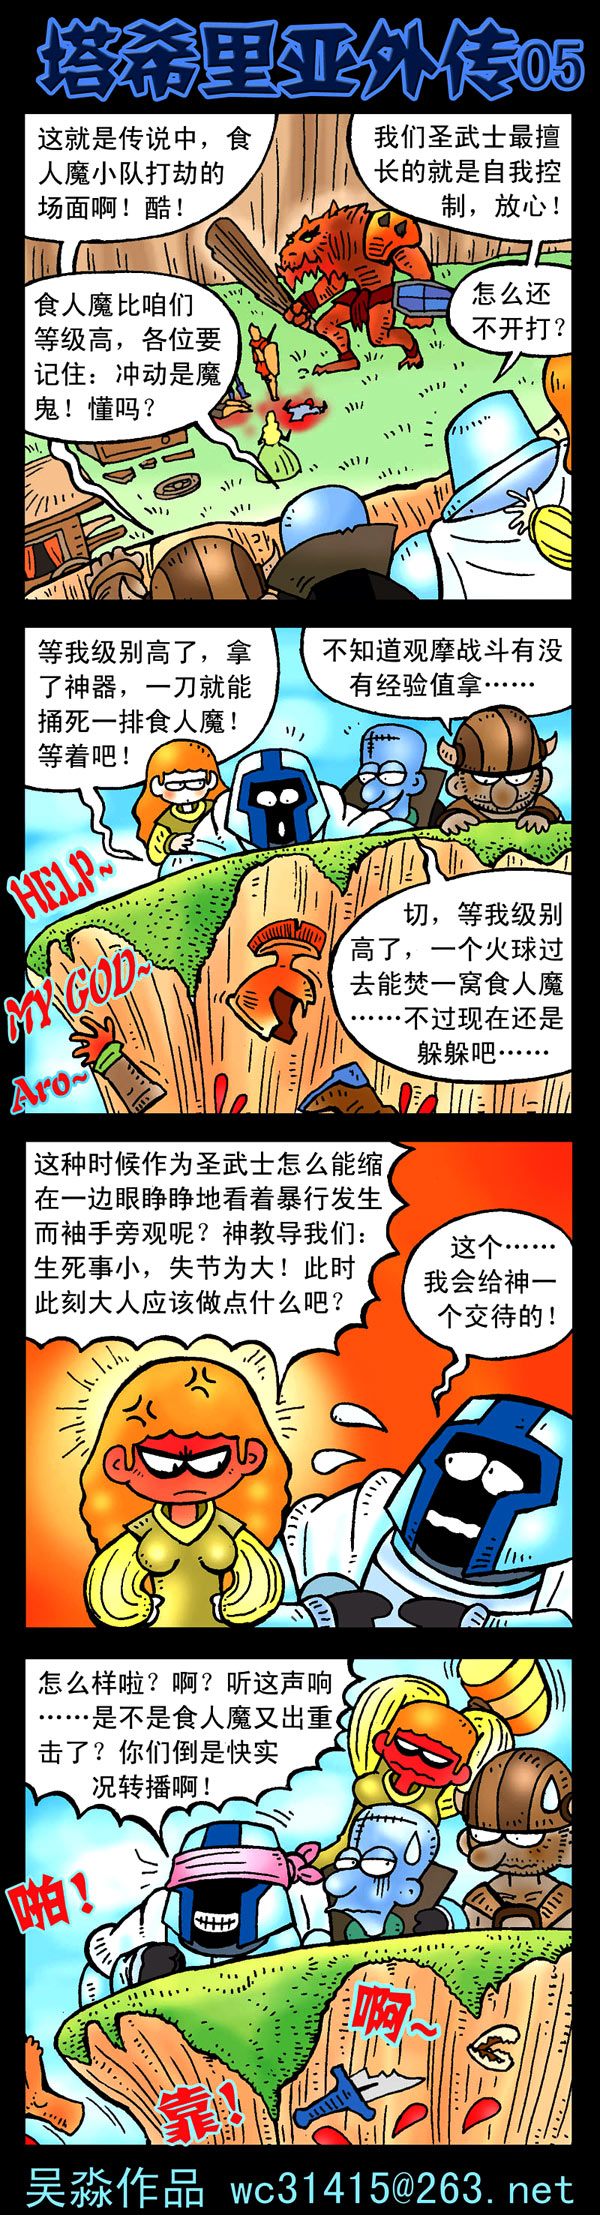 塔希里亚外传05
这就是传说中，食
人魔小队打劫的
场面啊！酷！
我们圣武士最擅
长的就是自我控
制，放心！
食人魔比咱们
等级高，各位要
记住：冲动是魔
鬼！懂吗？
怎么还
不开打？
等我级别高了，拿
了神器，一刀就能
捅死一排食人魔！
等着吧！
不知道观摩战斗有没
有经验值拿……
HELP~
MY GOD~
Aro~
切，等我级别
高了，一个火球过
去能焚一窝食人魔
……不过现在还是
躲躲吧……
这种时候作为圣武士怎么能缩
在一边眼睁睁地看着暴行发生
而袖手旁观呢？神教导我们：
生死事小，失节为大！此时
此刻大人应该做点什么吧？
这个……
我会给神一
个交待的！
怎么样啦？啊？听这声响
……是不是食人魔又出重
击了？你们倒是快实
况转播啊！
啪！
啊~
靠！
吴淼作品 wc31415@263.net